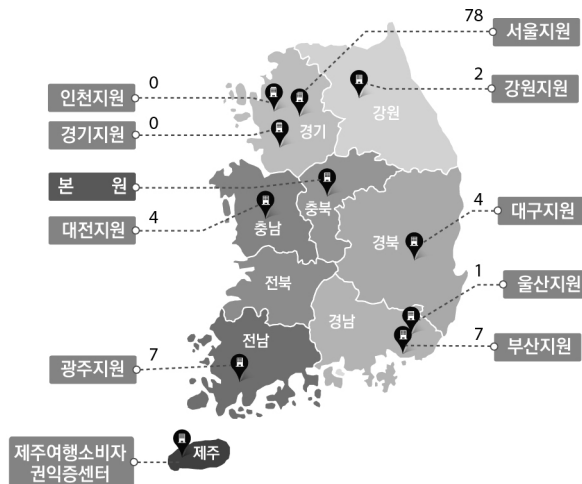 78
서울지원
인천지원
0
2
강원지원
강원
경기지원
0
경기
본 원
충북
대전지원
4
충남
4
대구지원
경북
전북
1
울산지원
경남
전남
7
부산지원
광주지원
7
제주여행소비자
권익증센터
제주